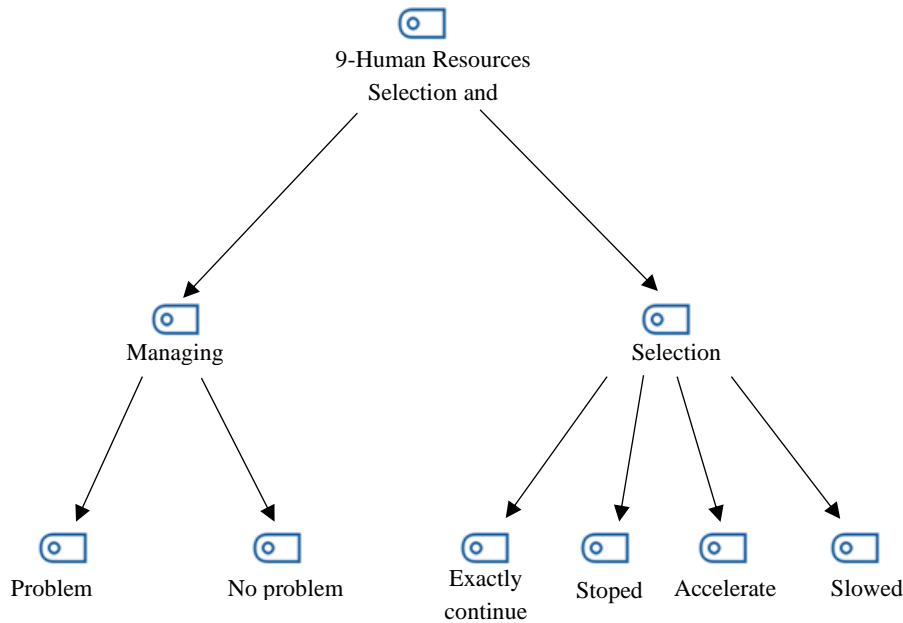 9-Human Resources
Selection and
Managing
Selection
Problem
No problem
Exactly
continue
Stoped
Accelerate
Slowed